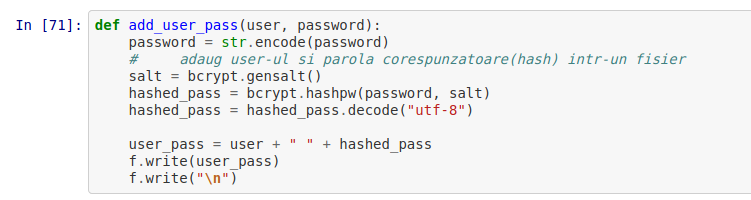 In [71]: def add_user_pass(user, password):
    password = str.encode(password)
    #     adaug user-ul si parola corespunzatoare(hash) intr-un fisier
    salt = bcrypt.gensalt()
    hashed_pass = bcrypt.hashpw(password, salt)
    hashed_pass = hashed_pass.decode("utf-8")
    user_pass = user + " " + hashed_pass
    f.write(user_pass)
    f.write("\n")